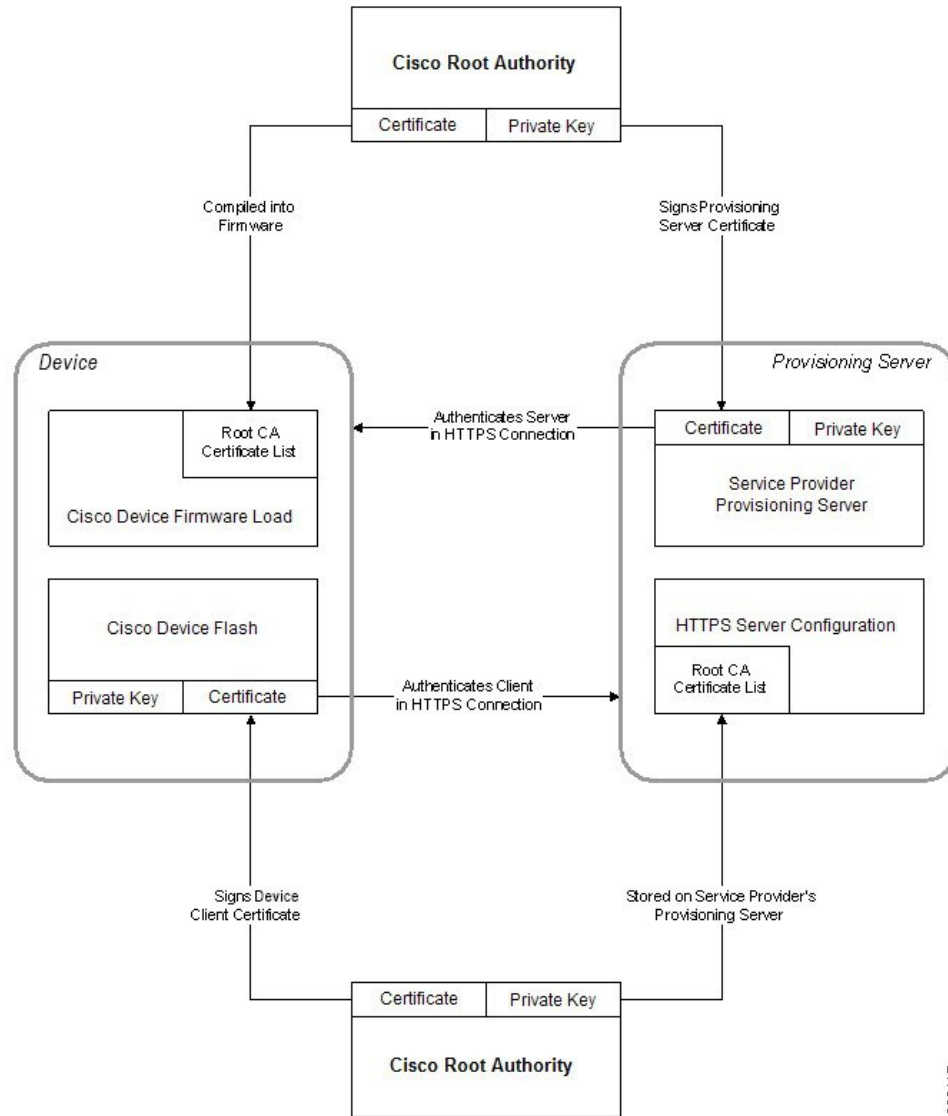 Cisco Root Authority
Certificate
Private Key
Compiled into
Firmware
Signs Provisioning
Server Certificate
Device
Provisioning Server
Root CA
Certificate List
Cisco Device Firmware Load
Authenticates Server
in HTTPS Connection
Certificate
Private Key
Service Provider
Provisioning Server
Cisco Device Flash
Private Key
Certificate
Authenticates Client
in HTTPS Connection
HTTPS Server Configuration
Root CA
Certificate List
Signs Device
Client Certificate
Stored on Service Provider's
Provisioning Server
Certificate
Private Key
Cisco Root Authority